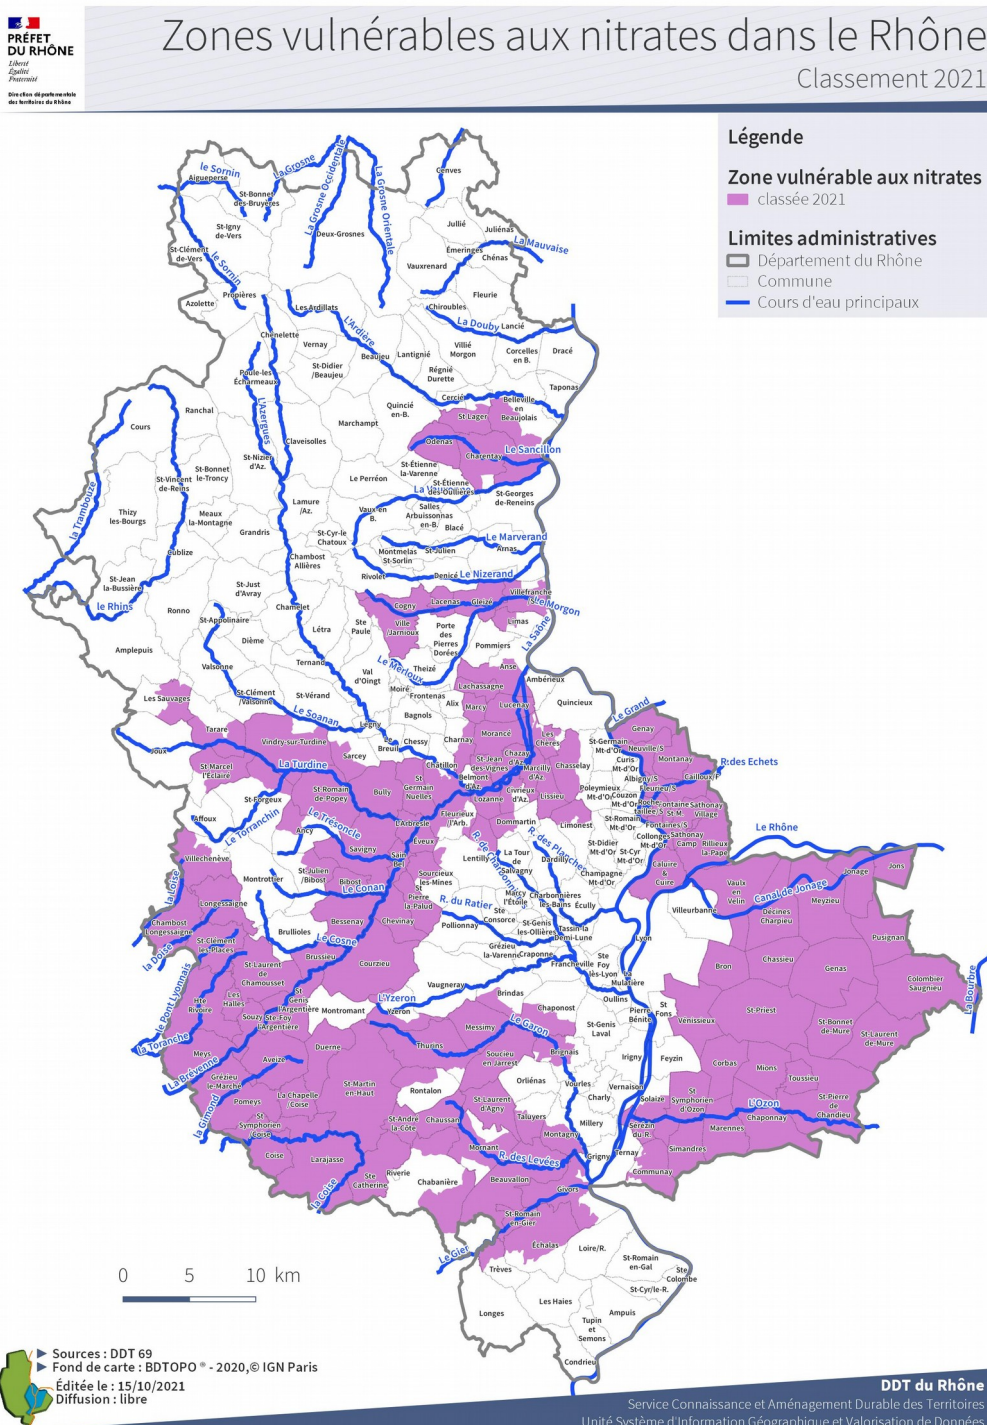 PRÉFET
DU RHÔNE
Liberté
Égalité
Fraternité
Direction départementale
des territoires du Rhône
Zones vulnérables aux nitrates dans le Rhône
Classement 2021
Légende
Zone vulnérable aux nitrates
classée 2021
Limites administratives
Département du Rhône
Commune
Cours d'eau principaux
le Sornin
Aigueperse
La Grosne
St-Bonnet
des-Bruyères
La Grosne Occidentale
La Grosne Orientale
Cenves
St-Igny
de-Vers
Deux-Grosnes
Jullié
Juliénas
La Mauvaise
Émeringes
Chénas
St-Clément
de-Vers
le Sornin
Vauxrenard
Propières
Azolette
Fleurie
Les Ardillats
Chiroubles
L'Ardière
La Douby
Lancié
Chenelette
Vernay
Beaujeu
Lantignié
Villié
Morgon
Corcelles
en B.
Dracé
St-Didier
/Beaujeu
Régnié
Durette
Poule-les
Écharmeaux
Taponas
Cercié
Belleville
en
Beaujolais
Ranchal
L'Azergues
Quincié
en-B.
St Lager
Cours
Marchampt
Claveisolles
Odenas
Charentay
Le Sancillon
St-Nizier
d'Az.
St-Bonnet
le-Troncy
St-Étienne
la-Varenne
St-Vincent
de-Reins
Le Perréon
St-Étienne
des-Oullières
St-Georges
de-Reneins
la Trambouze
Lamure
/Az.
Vaux-en
B.
Salles
Arbuissonnas
en-B.
Blacé
Thizy
les-Bourgs
Meaux
la-Montagne
Grandris
St-Cyr-le
Chatoux
Le Marverand
Cublize
Montmelas
St-Sorlin
St-Julien
Arnas
Chambost
Allières
Rivolet
Denicé
Le Nizerand
St-Jean
la-Bussière
St-Just
d'Avray
le Rhins
Ronno
Chamelet
Cogny
Lacenas
Gleizé
Villefranche
Le Morgon
St-Appolinaire
Létra
Ste
Paule
Ville
/Jarnioux
Porte
des
Pierres
Dorées
Limas
La Saône
Amplepuis
Dième
Pommiers
Valsonne
Ternand
Val
d'Oingt
Le Merloux
Theizé
Anse
Ambérieux
Les Sauvages
St-Clément
/Valsonne
St-Vérand
Moiré
Frontenas
Lachassagne
Alix
Marcy
Lucenay
Quincieux
Le Grand
Le Soanan
Légny
Bagnols
Tarare
Le
Breuil
Chessy
Charnay
Morancé
Les
Chères
St-Germain
Mt-d'Or
Genay
Neuville/S
Joux
Vindry-sur-Turdine
Sarcey
Châtillon
St-Jean
des-Vignes
Chazay
d'Az.
Marcilly
d'Az.
Chasselay
Curis
Mt-d'Or
Montanay
R. des Echets
St-Marcel
l'Éclaire
La Turdine
Bully
St
Germain
Nuelles
Belmont
d'Az.
Civrieux
d'Az.
Lissieu
Albigny/S
Cailloux/F
Fleurieu/S
St-Forgeux
St-Romain
de-Popey
Lozanne
Poleymieux
Mt-d'Or
Couzon
Mt-d'Or
Roche
taillée/S
Fontaine
St-M.
Sathonay
Village
Affoux
Le Torranchin
Ancy
Le Trésoncle
L'Arbresle
Fleurieux
l'Arb.
Dommartin
Limonest
St-Romain
Mt-d'Or
Fontaines/S
Sathonay
Camp
Rillieux
la-Pape
Le Rhône
Éveux
Collonges
Mt-d'Or
Villechenève
Savigny
Sain
Bel
Lentilly
R. de Charbonnières
La Tour
de
Salvagny
R. des Planches
Dardilly
St-Didier
Mt-d'Or
St-Cyr
Mt-d'Or
Champagne
Mt-d'Or
Caluire
&
Cuire
Jonage
Jons
Montrottier
St-Julien
/Bibost
Bibost
Le Conan
Sourcieux
les-Mines
Marcy
l'Étoile
Charbonnières
les-Bains
Écully
Vaulx
en
Velin
Canal de Jonage
Meyzieu
la Loise
Longessaigne
St
Pierre
la-Palud
R. du Ratier
Ste
Consorce
Villeurbanne
Décines
Charpieu
Chambost
Longessaigne
Bessenay
Chevinay
Pollionnay
St-Genis
les-Ollières
Tassin-la
Demi-Lune
Lyon
Pusignan
Brullioles
Le Cosne
St-Clément
les-Places
la Doise
Brussieu
Courzieu
Grézieu
la-Varenne
Craponne
Francheville
Ste
Foy
lès-Lyon
La
Mulatière
Bron
Chassieu
Genas
St-Laurent
de
Chamousset
Vaugneray
Colombier
Saugnieu
La Bourbre
le Pont Lyonnais
Hte
Rivoire
Les
Halles
St
Genis
l'Argentière
L'Yzeron
Yzeron
Brindas
Oullins
St
Fons
Souzy
Ste-Foy
l'Argentière
Montromant
Chaponost
Pierre
Bénite
Vénissieux
St-Priest
St-Bonnet
de-Mure
St-Laurent
de-Mure
la Toranche
Messimy
Le Garon
St-Genis
Laval
Thurins
Duerne
Meys
Aveize
Soucieu
en-Jarrest
Brignais
Irigny
Feyzin
Corbas
Mions
La Brévenne
Grézieu
le-Marché
Orliénas
Toussieu
St-Martin
en-Haut
Rontalon
Vourles
Vernaison
Charly
Solaize
St
Symphorien
d'Ozon
St-Pierre
de
Chandieu
la Gimond
Pomeys
La Chapelle
/Coise
St-Laurent
d'Agny
L'Ozon
Chaponnay
St
Symphorien
/Coise
St-André
la-Côte
Chaussan
Taluyers
Millery
Sérézin
du R.
Marennes
Montagny
Mornant
Ternay
Simandres
Coise
Larajasse
R. des Levées
Grigny
Communay
Ste
Catherine
Riverie
Chabanière
Beauvallon
Givors
la Coise
St-Romain
en-Gier
Le Gier
Échalas
Loire/R.
St-Romain
en-Gal
Trèves
Ste
Colombe
St-Cyr/le-R.
Les Haies
Longes
Ampuis
Tupin
et
Semons
Condrieu
0 5 10 km
Sources : DDT 69
Fond de carte : BDTOPO ® - 2020,© IGN Paris
Éditée le : 15/10/2021
Diffusion : libre
DDT du Rhône
Service Connaissance et Aménagement Durable des Territoires
Unité Système d'Information Géographique et Valorisation de Données